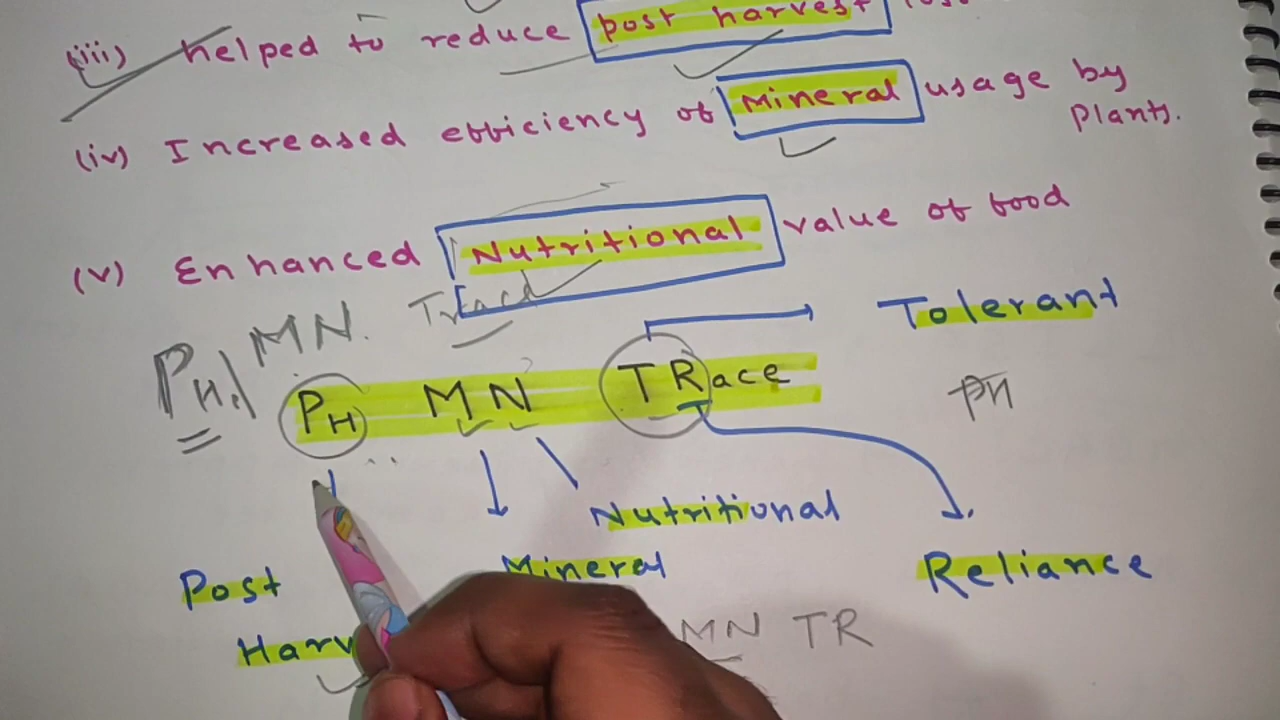 (iii) helped to reduce post harvest
(iv) Increased efficiency of Mineral usage by
plants.
(v) Enhanced Nutritional value of food
PH, MN. Trace
Tolerant
PH MN TRace
PH
Nutritional
Post Mineral Reliance
Harv
MN TR